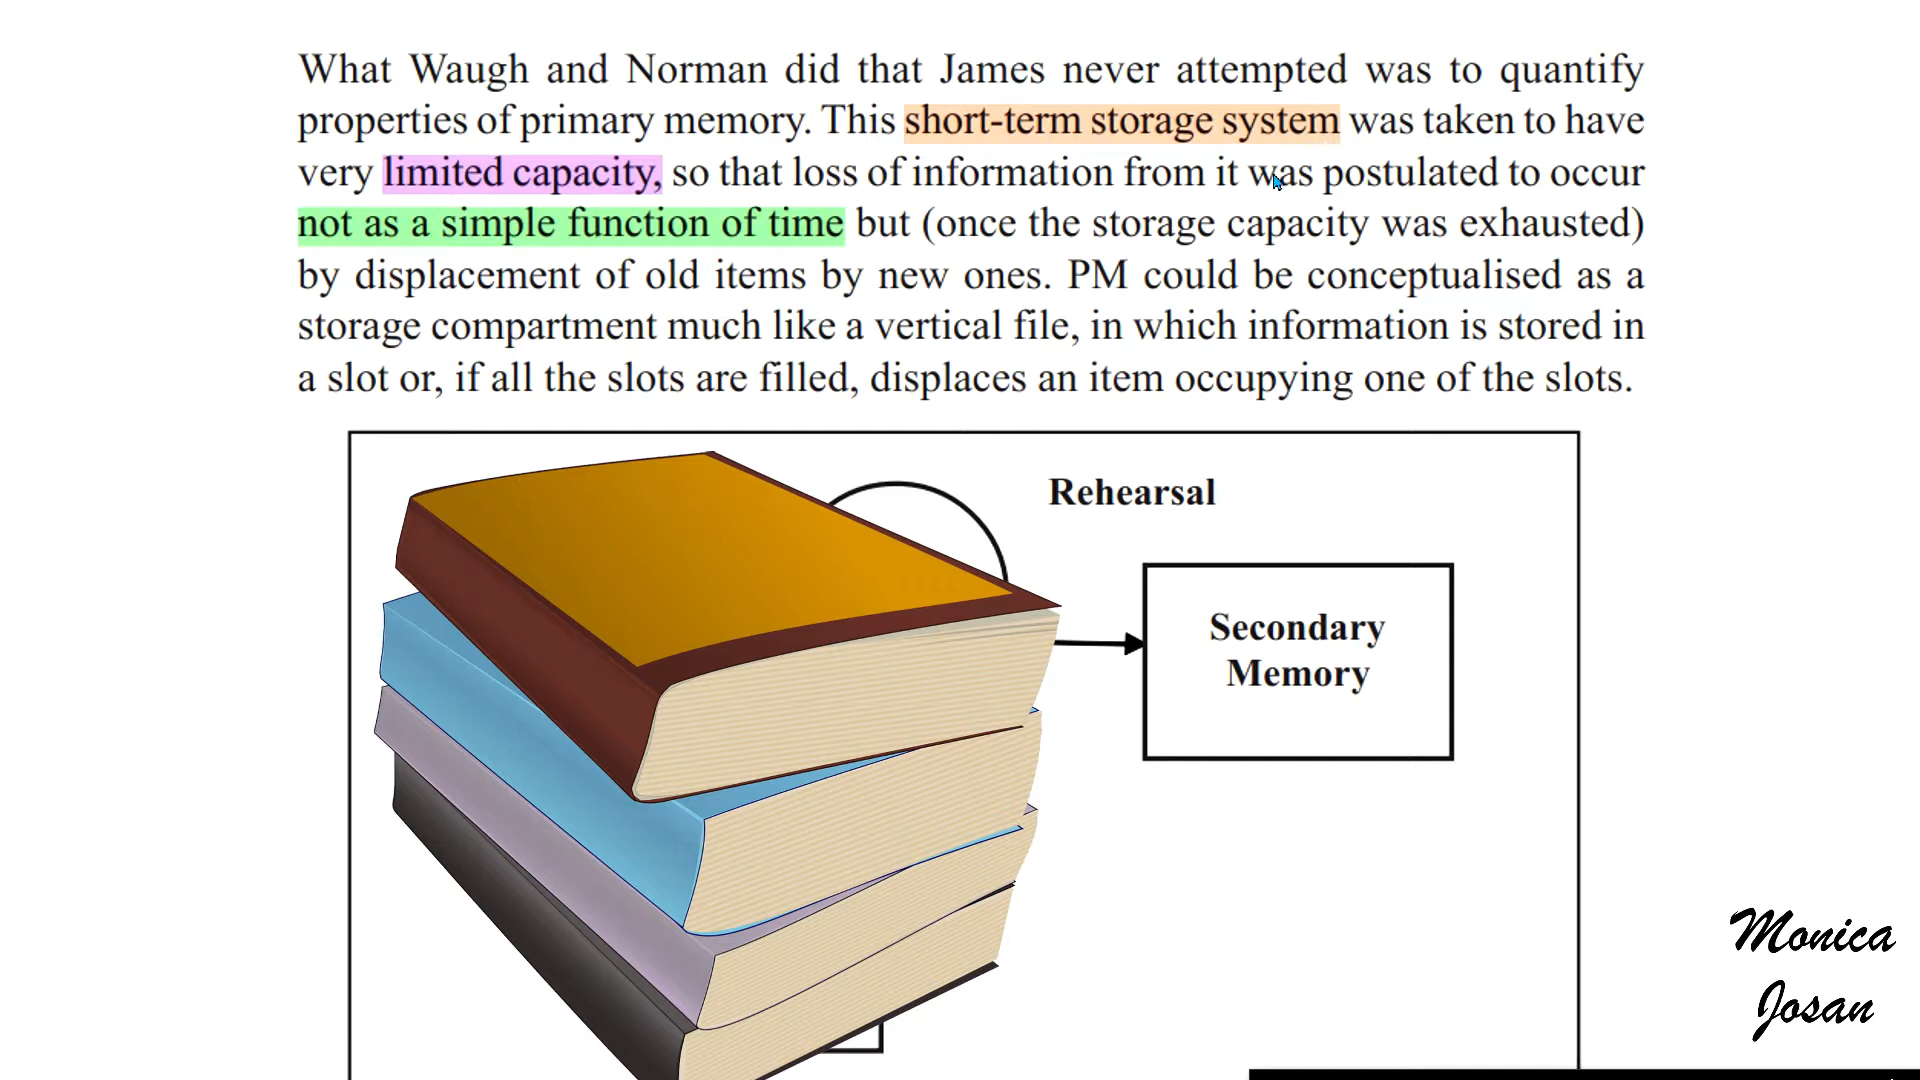 What Waugh and Norman did that James never attempted was to quantify
properties of primary memory. This short-term storage system was taken to have
very limited capacity, so that loss of information from it was postulated to occur
not as a simple function of time but (once the storage capacity was exhausted)
by displacement of old items by new ones. PM could be conceptualised as a
storage compartment much like a vertical file, in which information is stored in
a slot or, if all the slots are filled, displaces an item occupying one of the slots.
Rehearsal
Secondary
Memory
Monica
Josan